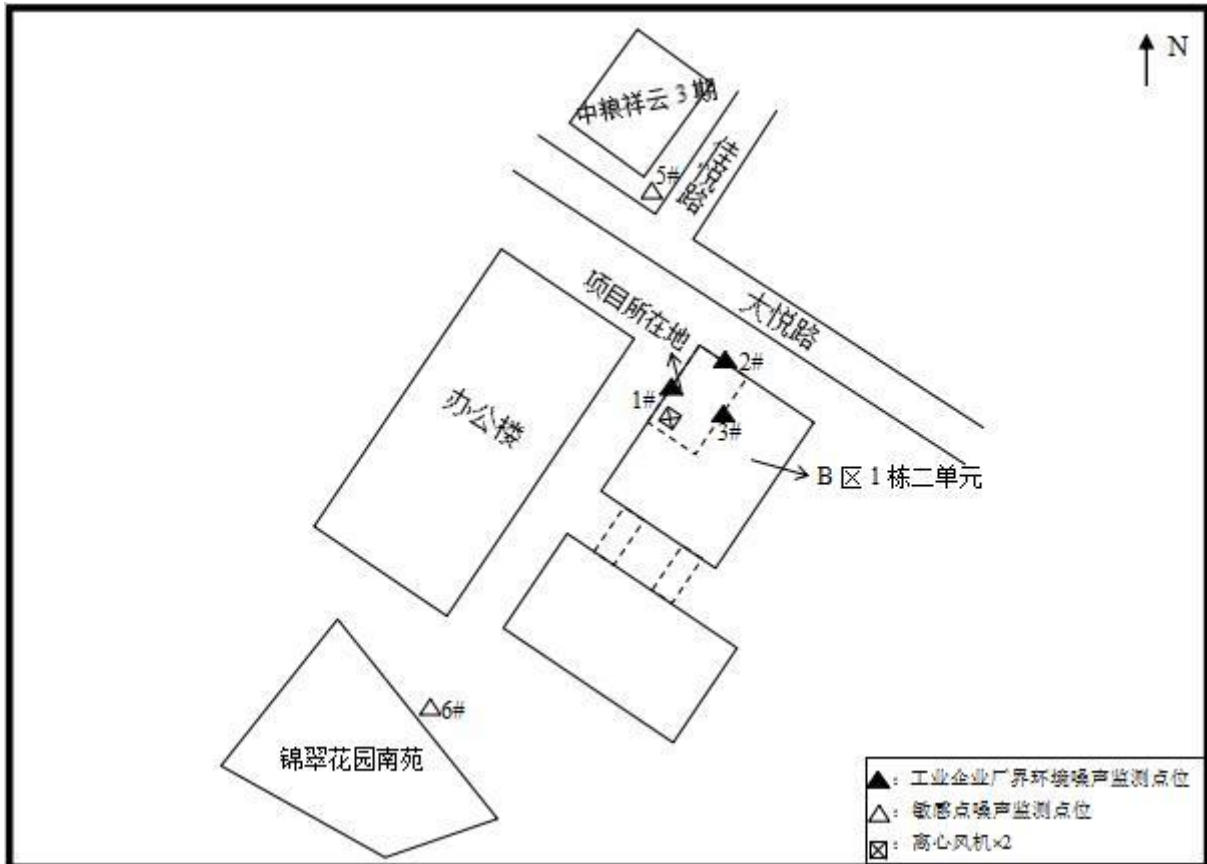 N
中粮祥云 3 期
佳悦路
5#
项目所在地
大悦路
2#
1#
3#
办公楼
B 区 1 栋二单元
6#
锦翠花园南苑
▲：工业企业厂界环境噪声监测点位
△：敏感点噪声监测点位
⊠：离心风机×2